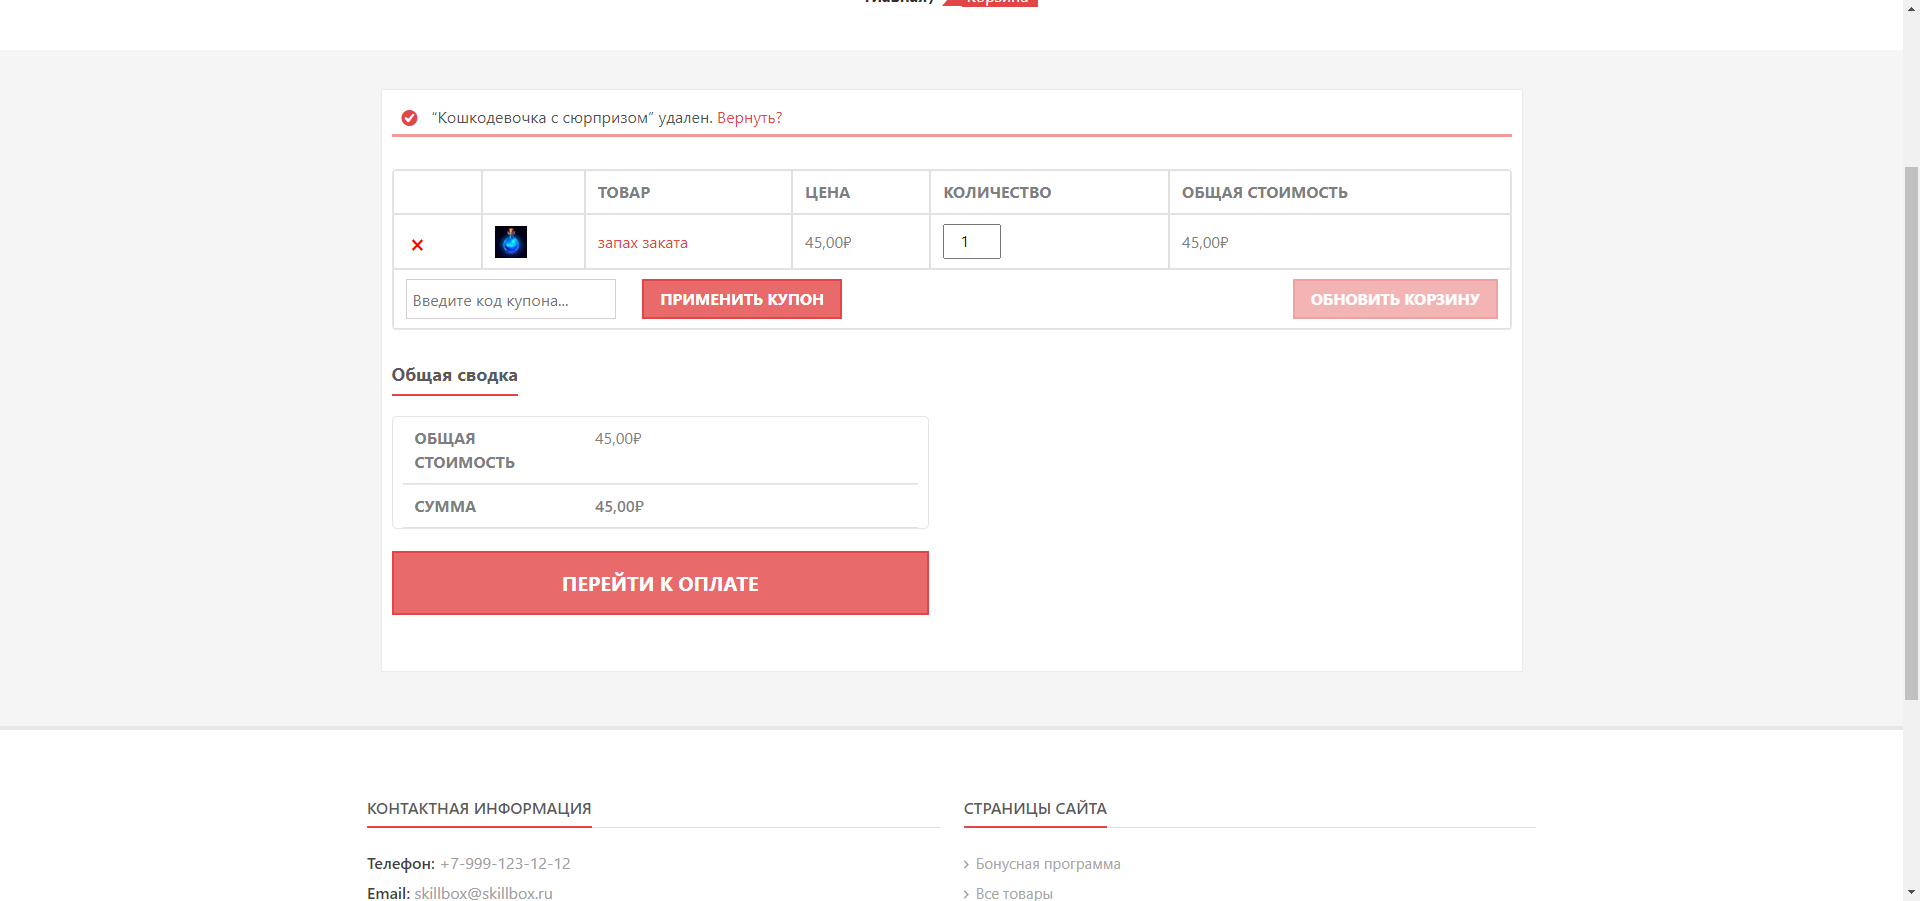 Главная /
Корзина
“Кошкодевочка с сюрпризом” удален. Вернуть?
ТОВАР ЦЕНА КОЛИЧЕСТВО ОБЩАЯ СТОИМОСТЬ
× запах заката 45,00₽ 1 45,00₽
Введите код купона... ПРИМЕНИТЬ КУПОН ОБНОВИТЬ КОРЗИНУ
Общая сводка
ОБЩАЯ СТОИМОСТЬ 45,00₽
СУММА 45,00₽
ПЕРЕЙТИ К ОПЛАТЕ
КОНТАКТНАЯ ИНФОРМАЦИЯ
Телефон: +7-999-123-12-12
Email: skillbox@skillbox.ru
СТРАНИЦЫ САЙТА
Бонусная программа
Все товары